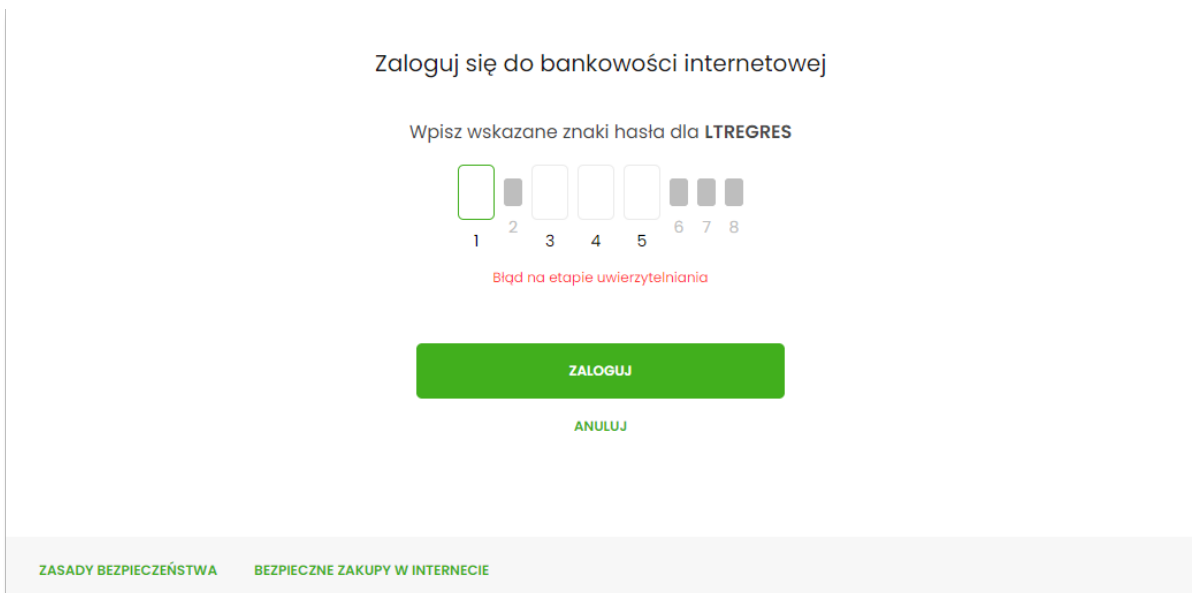 Zaloguj się do bankowości internetowej
Wpisz wskazane znaki hasła dla LTREGRES
1 2 3 4 5 6 7 8
Błąd na etapie uwierzytelniania
ZALOGUJ
ANULUJ
ZASADY BEZPIECZEŃSTWA BEZPIECZNE ZAKUPY W INTERNECIE